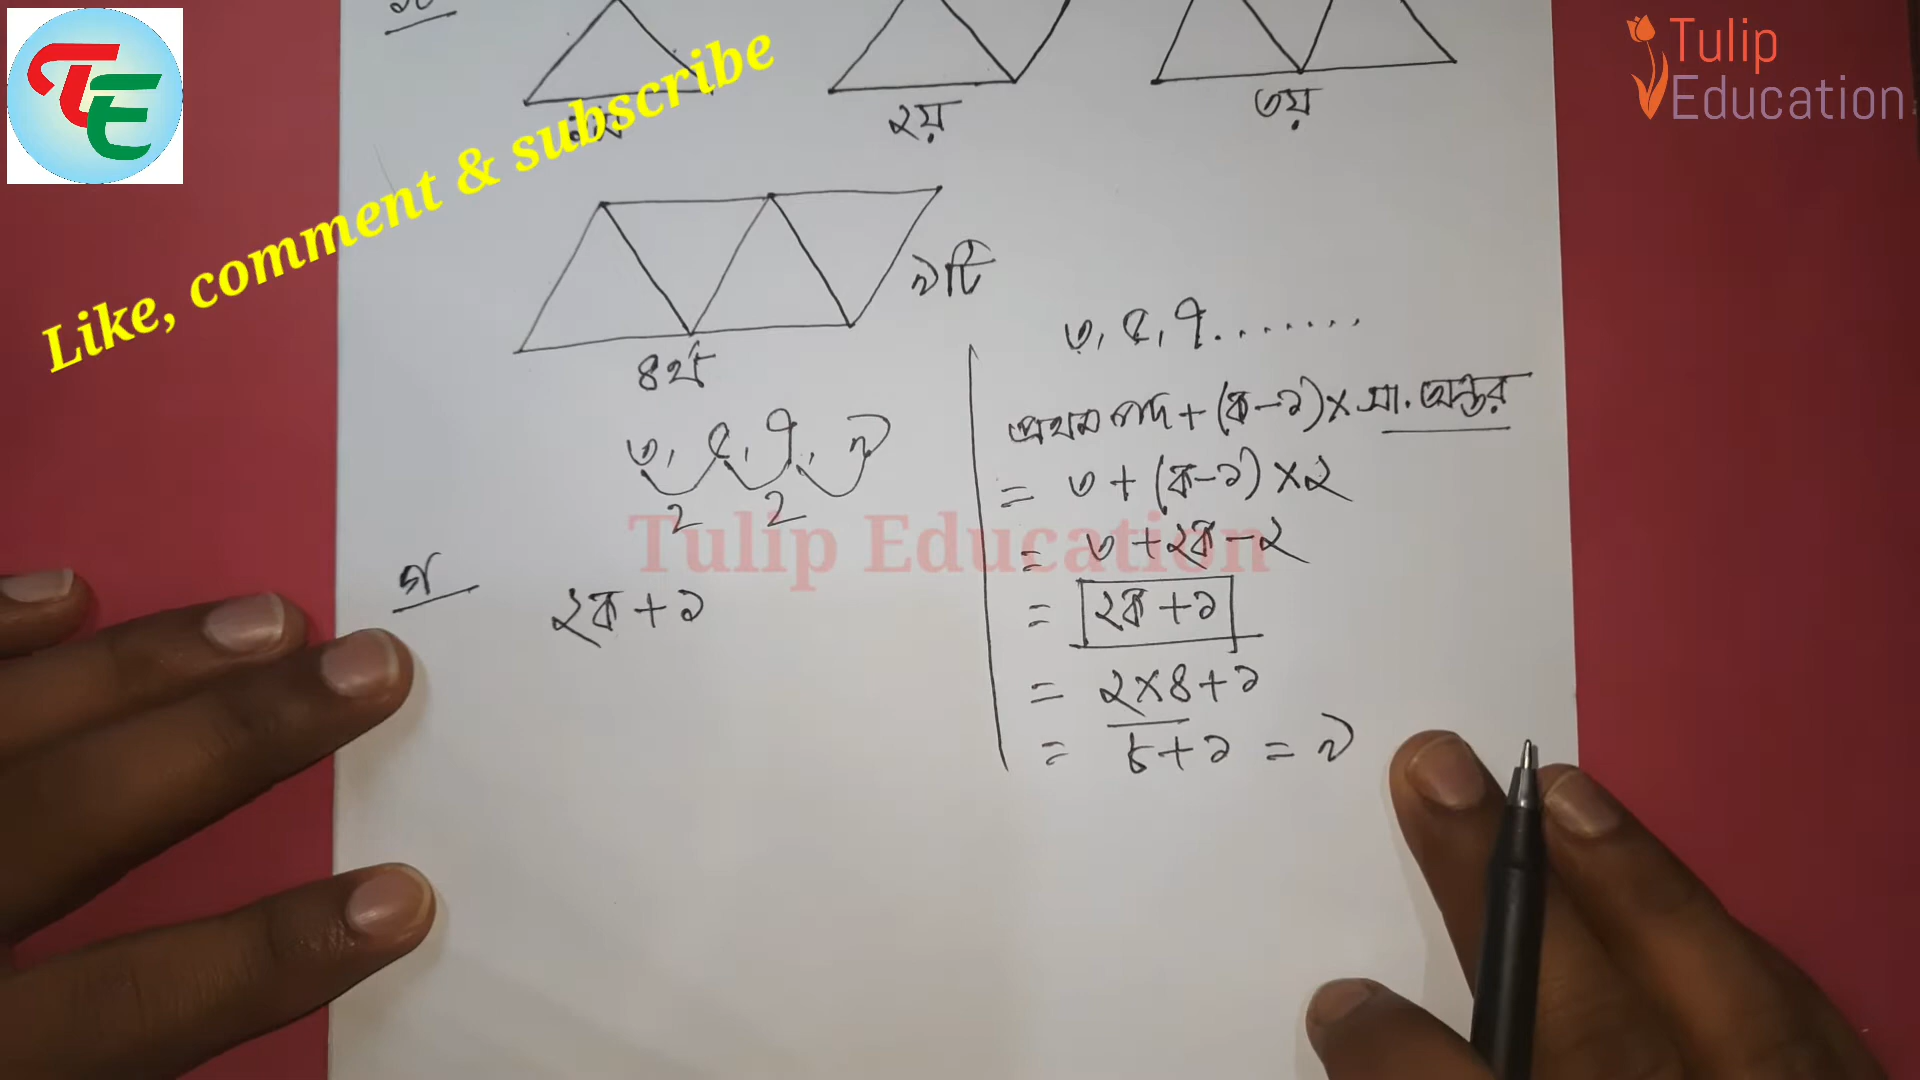 TE
Tulip
Education
Like, comment & subscribe
২য়
৩য়
৯টি
৪র্থ
৩, ৫, ৭, ৯
2 2
৩, ৫, ৭.......
প্রথম পদ + (ক-১)× সা. অন্তর
= ৩ + (ক-১) × ২
= ৩ + ২ক - ২
= ২ক + ১
= ২×৪+১
= ৮+১ = ৯
Tulip Education
গ
২ক + ১